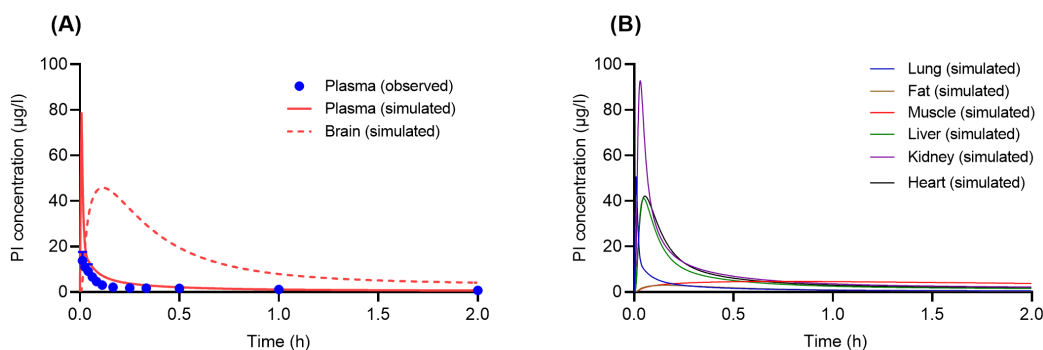 (A)
PI concentration (µg/l)
100
80
60
40
20
0
0.0
0.5
1.0
1.5
2.0
Time (h)
Plasma (observed)
Plasma (simulated)
Brain (simulated)
(B)
PI concentration (µg/l)
100
80
60
40
20
0
0.0
0.5
1.0
1.5
2.0
Time (h)
Lung (simulated)
Fat (simulated)
Muscle (simulated)
Liver (simulated)
Kidney (simulated)
Heart (simulated)